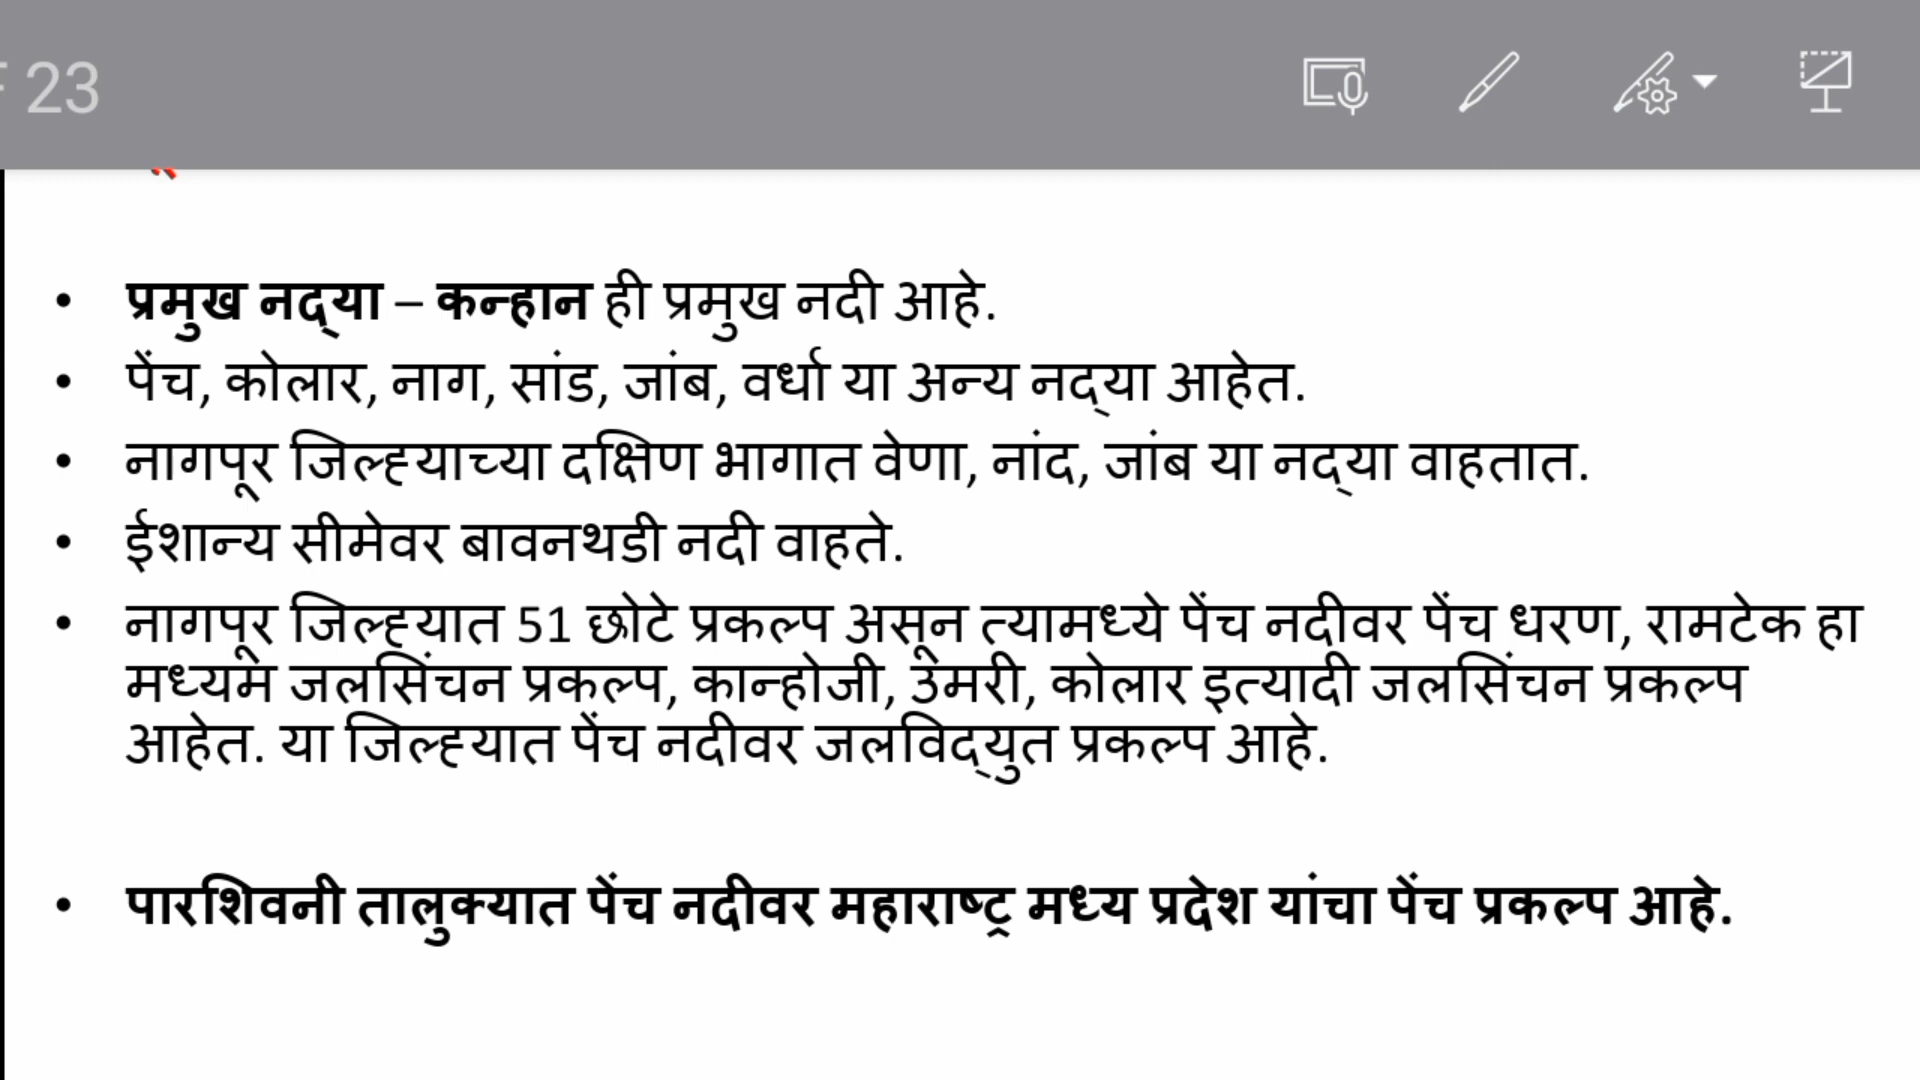 23
• प्रमुख नद्‌या – कन्हान ही प्रमुख नदी आहे.
• पेंच, कोलार, नाग, सांड, जांब, वर्धा या अन्य नद्‌या आहेत.
• नागपूर जिल्ह्याच्या दक्षिण भागात वेणा, नांद, जांब या नद्‌या वाहतात.
• ईशान्य सीमेवर बावनथडी नदी वाहते.
• नागपूर जिल्ह्यात 51 छोटे प्रकल्प असून त्यामध्ये पेंच नदीवर पेंच धरण, रामटेक हा
मध्यम जलसिंचन प्रकल्प, कान्होजी, उमरी, कोलार इत्यादी जलसिंचन प्रकल्प
आहेत. या जिल्ह्यात पेंच नदीवर जलविद्‌युत प्रकल्प आहे.
• पारशिवनी तालुक्यात पेंच नदीवर महाराष्ट्र मध्य प्रदेश यांचा पेंच प्रकल्प आहे.